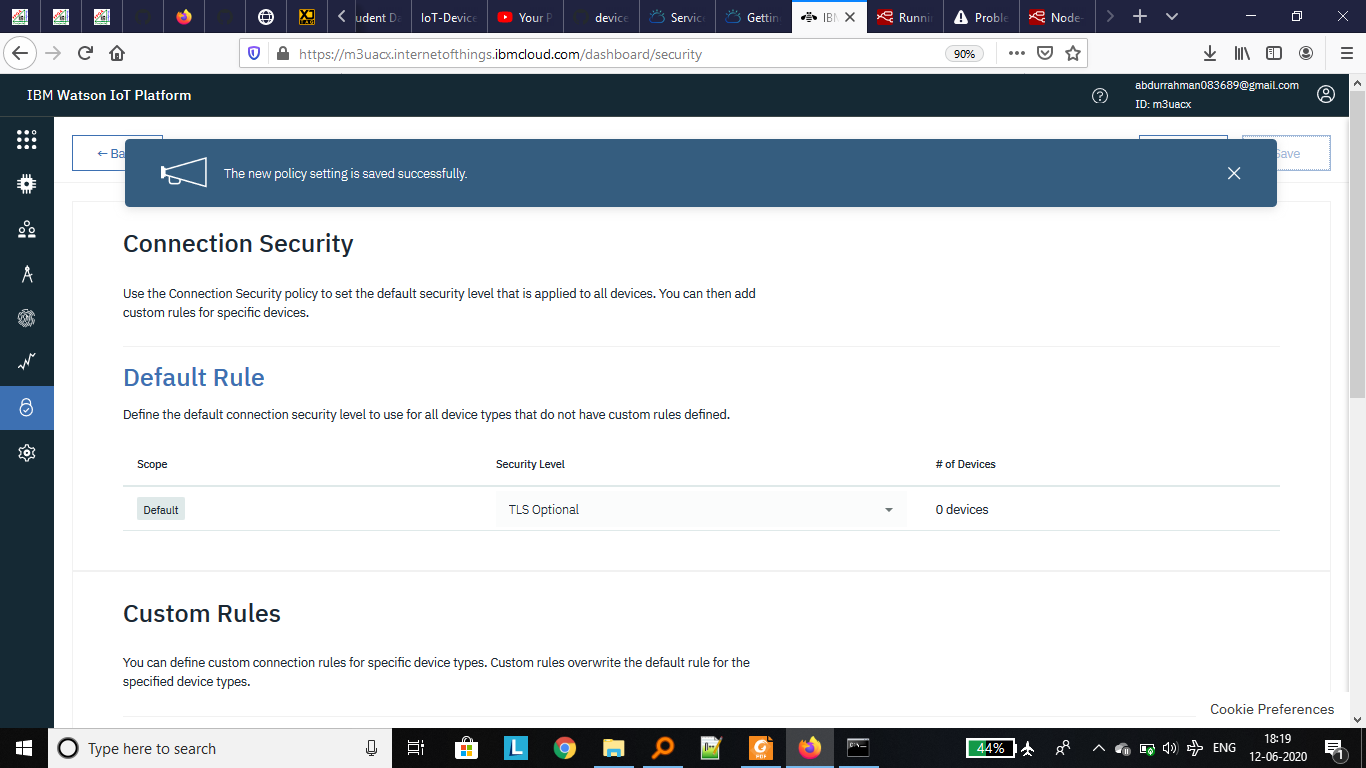 udent Da
IoT-Device
Your P
device
Servic
Gettin
IBM
Runnin
Proble
Node-
https://m3uacx.internetofthings.ibmcloud.com/dashboard/security
90%
IBM Watson IoT Platform
abdurrahman083689@gmail.com
ID: m3uacx
← Ba
Save
The new policy setting is saved successfully.
Connection Security
Use the Connection Security policy to set the default security level that is applied to all devices. You can then add
custom rules for specific devices.
Default Rule
Define the default connection security level to use for all device types that do not have custom rules defined.
Scope
Security Level
# of Devices
Default
TLS Optional
0 devices
Custom Rules
You can define custom connection rules for specific device types. Custom rules overwrite the default rule for the
specified device types.
Cookie Preferences
Type here to search
44%
ENG
18:19
12-06-2020
1